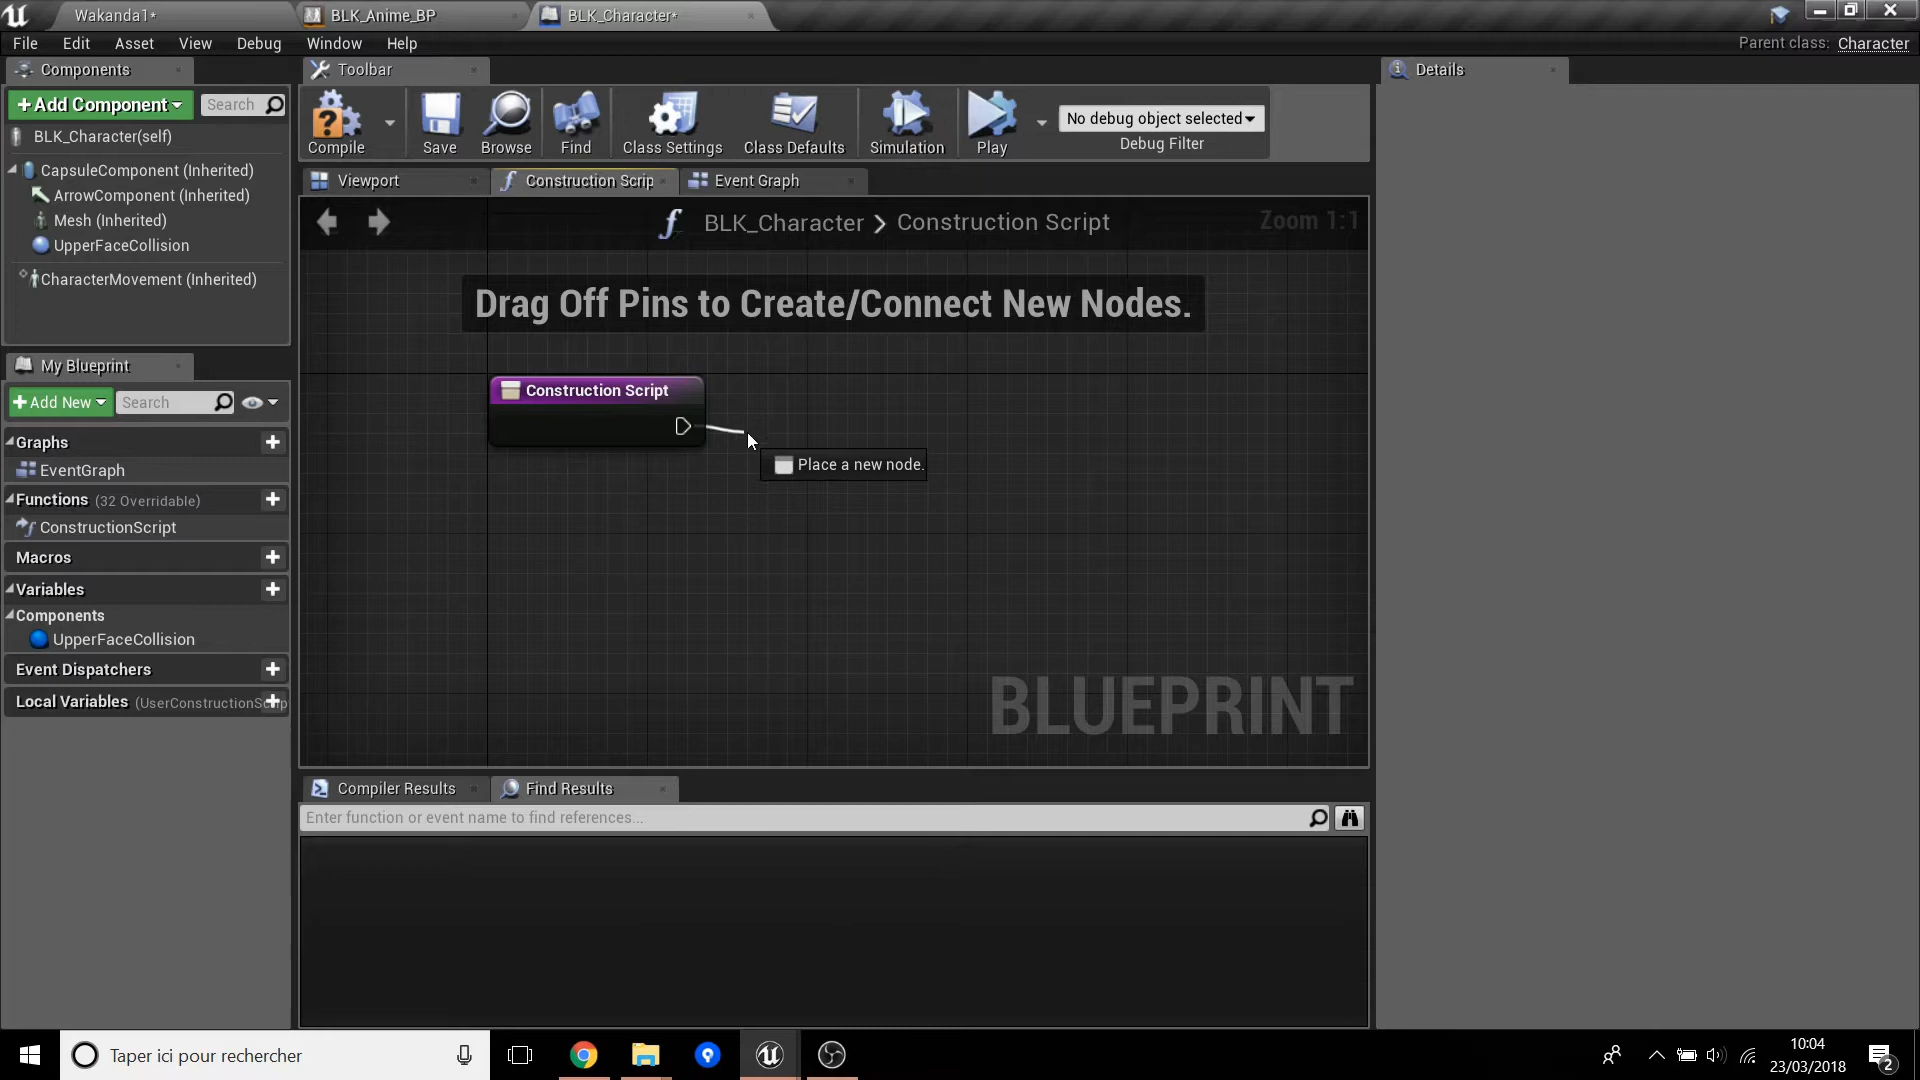 Wakanda1*
BLK_Anime_BP
BLK_Character*
File Edit Asset View Debug Window Help
Parent class: Character
Components
Toolbar
Details
+Add Component
Search
BLK_Character(self)
CapsuleComponent (Inherited)
ArrowComponent (Inherited)
Mesh (Inherited)
UpperFaceCollision
CharacterMovement (Inherited)
Compile
Save
Browse
Find
Class Settings
Class Defaults
Simulation
Play
No debug object selected
Debug Filter
Viewport
Construction Scrip
Event Graph
BLK_Character > Construction Script
Zoom 1:1
Drag Off Pins to Create/Connect New Nodes.
Construction Script
Place a new node.
BLUEPRINT
My Blueprint
+Add New
Search
Graphs
EventGraph
Functions (32 Overridable)
ConstructionScript
Macros
Variables
Components
UpperFaceCollision
Event Dispatchers
Local Variables (UserConstructionScrip
Compiler Results
Find Results
Enter function or event name to find references...
Taper ici pour rechercher
10:04
23/03/2018
2